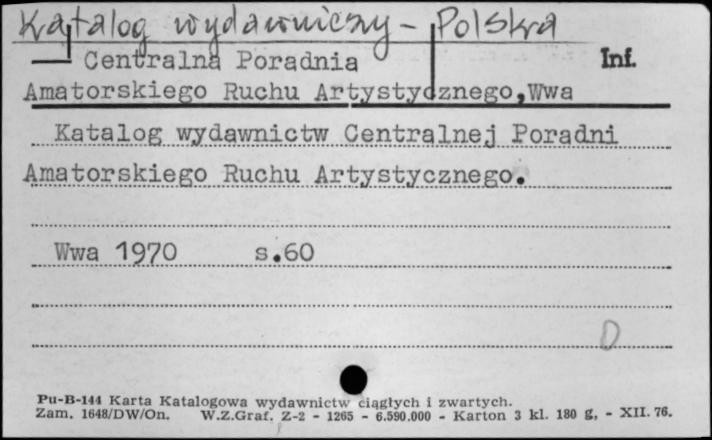 Katalog wydawniczy - Polska
Centralna Poradnia Inf.
Amatorskiego Ruchu Artystycznego,Wwa
Katalog wydawnictw Centralnej Poradni
Amatorskiego Ruchu Artystycznego.
Wwa 1970 s.60
D
Pu-B-144 Karta Katalogowa wydawnictw ciągłych i zwartych.
Zam. 1648/DW/On. W.Z.Graf. Z-2 - 1265 - 6.590.000 - Karton 3 kl. 180 g, - XII. 76.